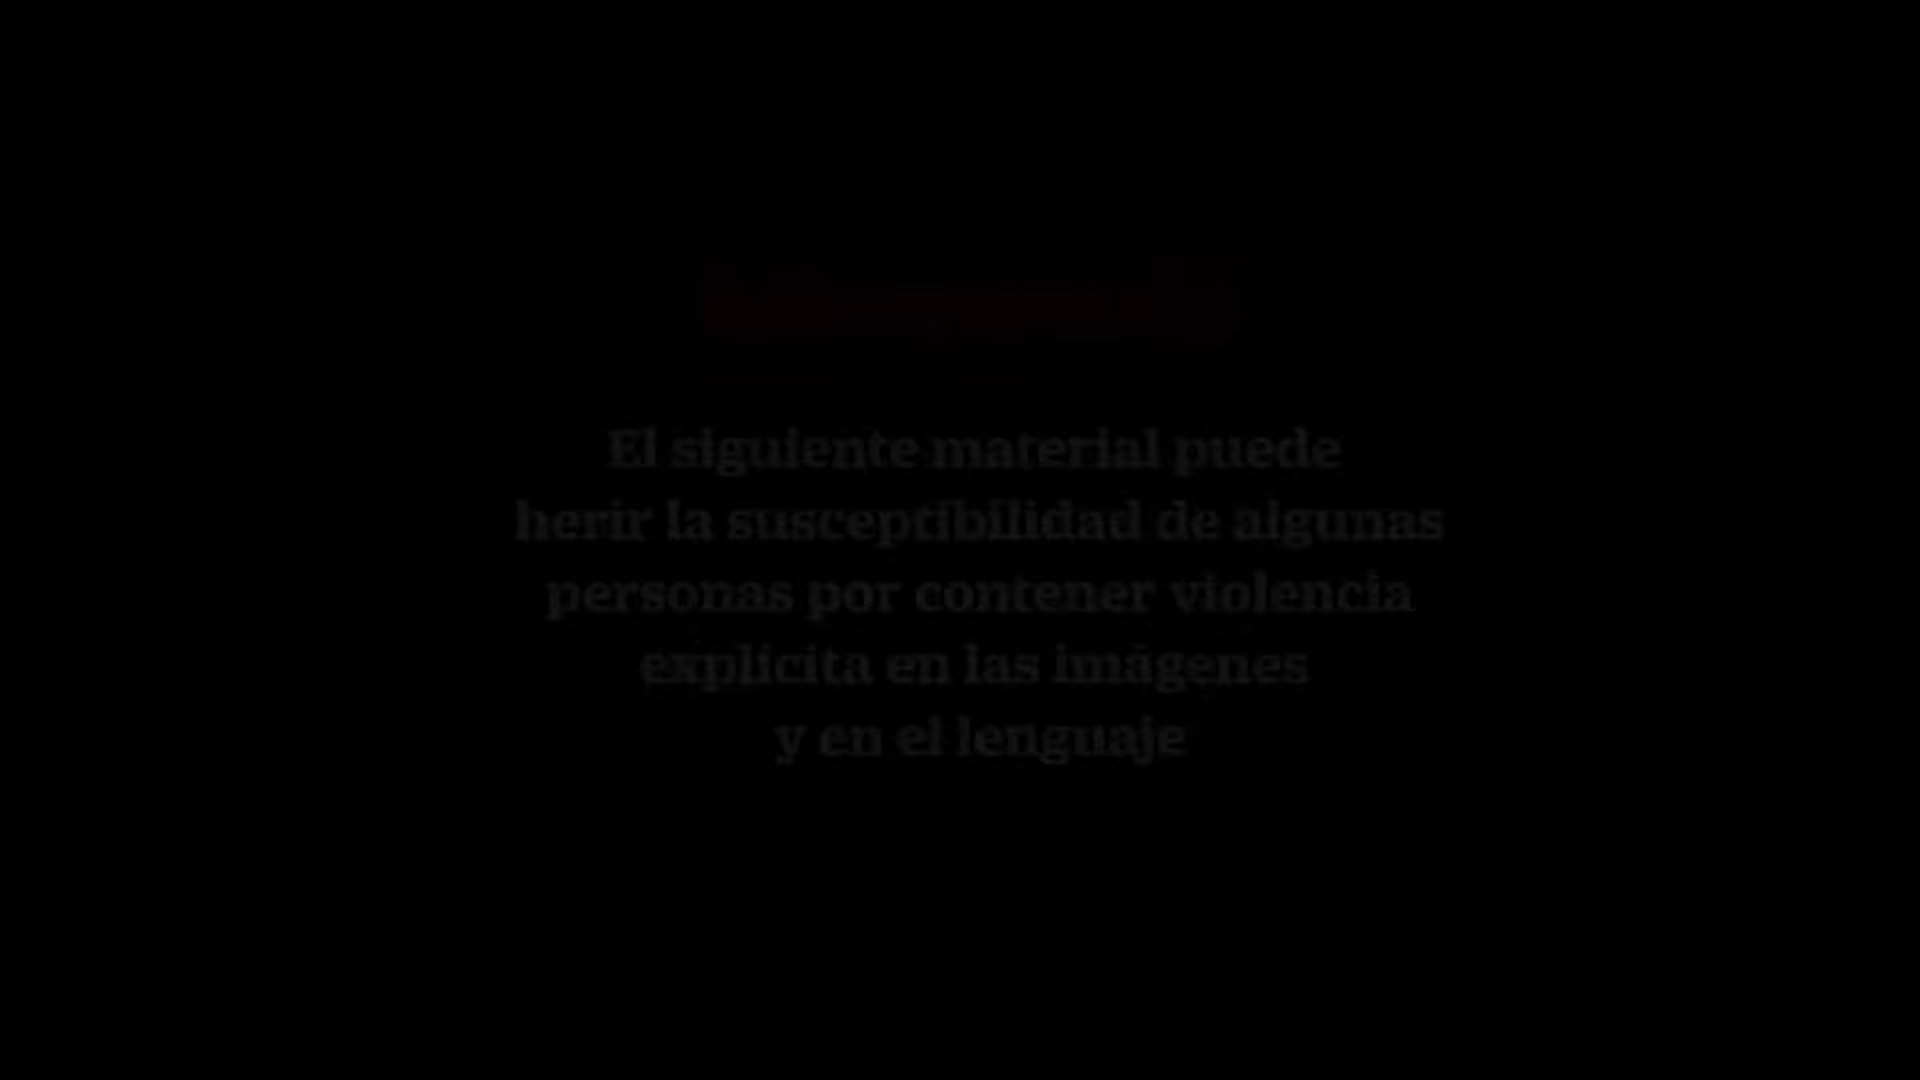 El siguiente material puede
herir la susceptibilidad de algunas
personas por contener violencia
explícita en las imágenes
y en el lenguaje